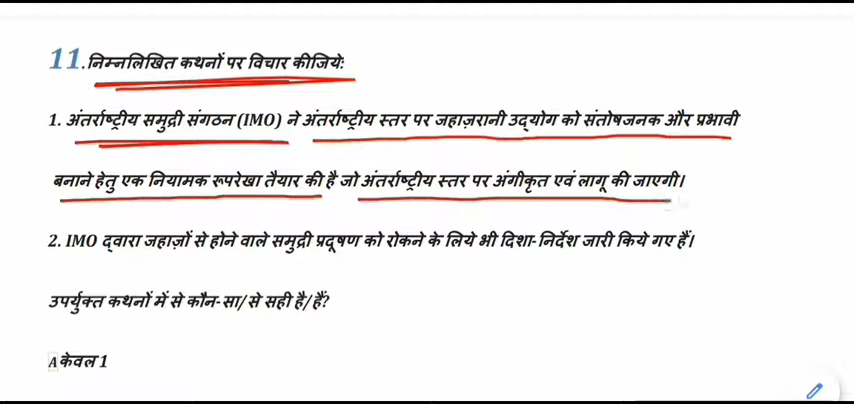 11.निम्नलिखित कथनों पर विचार कीजियेः
1. अंतर्राष्ट्रीय समुद्री संगठन (IMO) ने अंतर्राष्ट्रीय स्तर पर जहाज़रानी उद्योग को संतोषजनक और प्रभावी
बनाने हेतु एक नियामक रूपरेखा तैयार की है जो अंतर्राष्ट्रीय स्तर पर अंगीकृत एवं लागू की जाएगी।
2. IMO द्वारा जहाज़ों से होने वाले समुद्री प्रदूषण को रोकने के लिये भी दिशा-निर्देश जारी किये गए हैं।
उपर्युक्त कथनों में से कौन-सा/से सही है/हैं?
A केवल 1